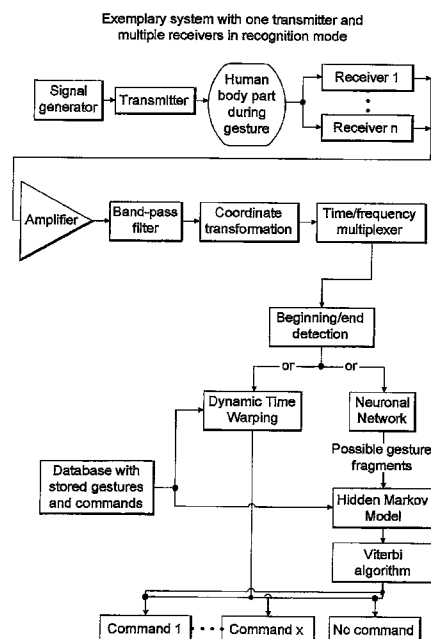 Exemplary system with one transmitter and
multiple receivers in recognition mode
Signal
generator
Transmitter
Human
body part
during
gesture
Receiver 1
Receiver n
Amplifier
Band-pass
filter
Coordinate
transformation
Time/frequency
multiplexer
Beginning/end
detection
or
or
Dynamic Time
Warping
Neuronal
Network
Possible gesture
fragments
Database with
stored gestures
and commands
Hidden Markov
Model
Viterbi
algorithm
Command 1
Command x
No command